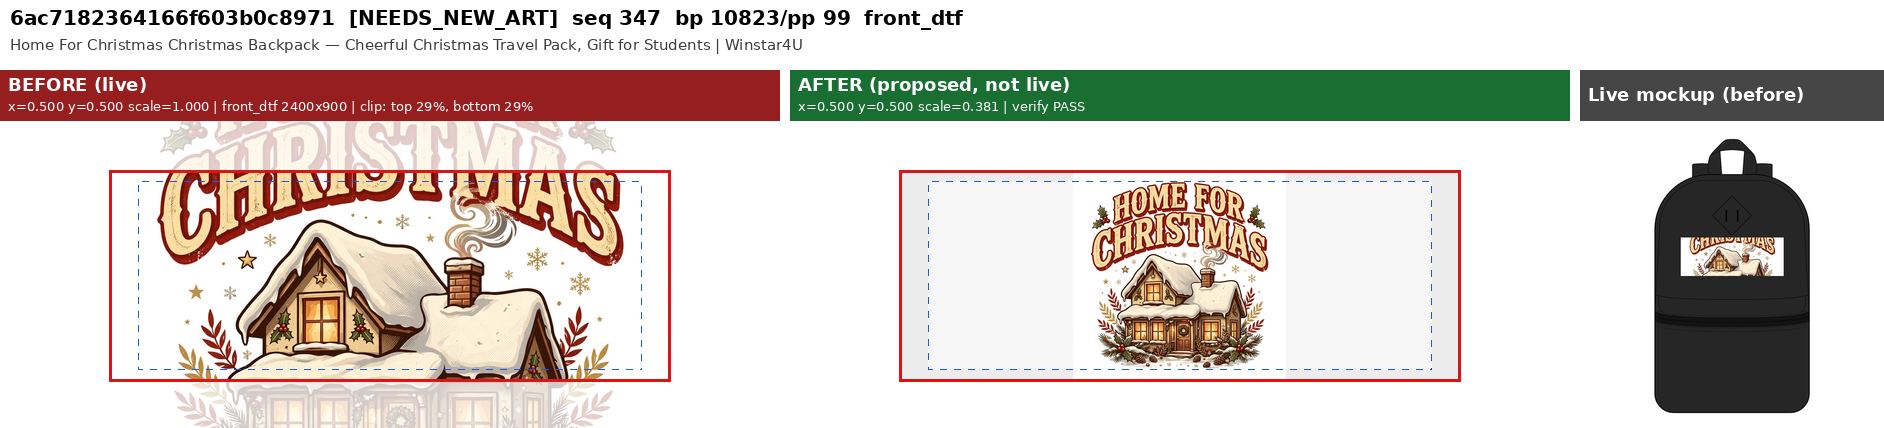 6ac7182364166f603b0c8971  [NEEDS_NEW_ART]  seq 347  bp 10823/pp 99  front_dtf
Home For Christmas Christmas Backpack — Cheerful Christmas Travel Pack, Gift for Students | Winstar4U
BEFORE (live)
x=0.500 y=0.500 scale=1.000 | front_dtf 2400x900 | clip: top 29%, bottom 29%
AFTER (proposed, not live)
x=0.500 y=0.500 scale=0.381 | verify PASS
Live mockup (before)
CHRISTMAS
HOME FOR
CHRISTMAS
CHRISTMAS